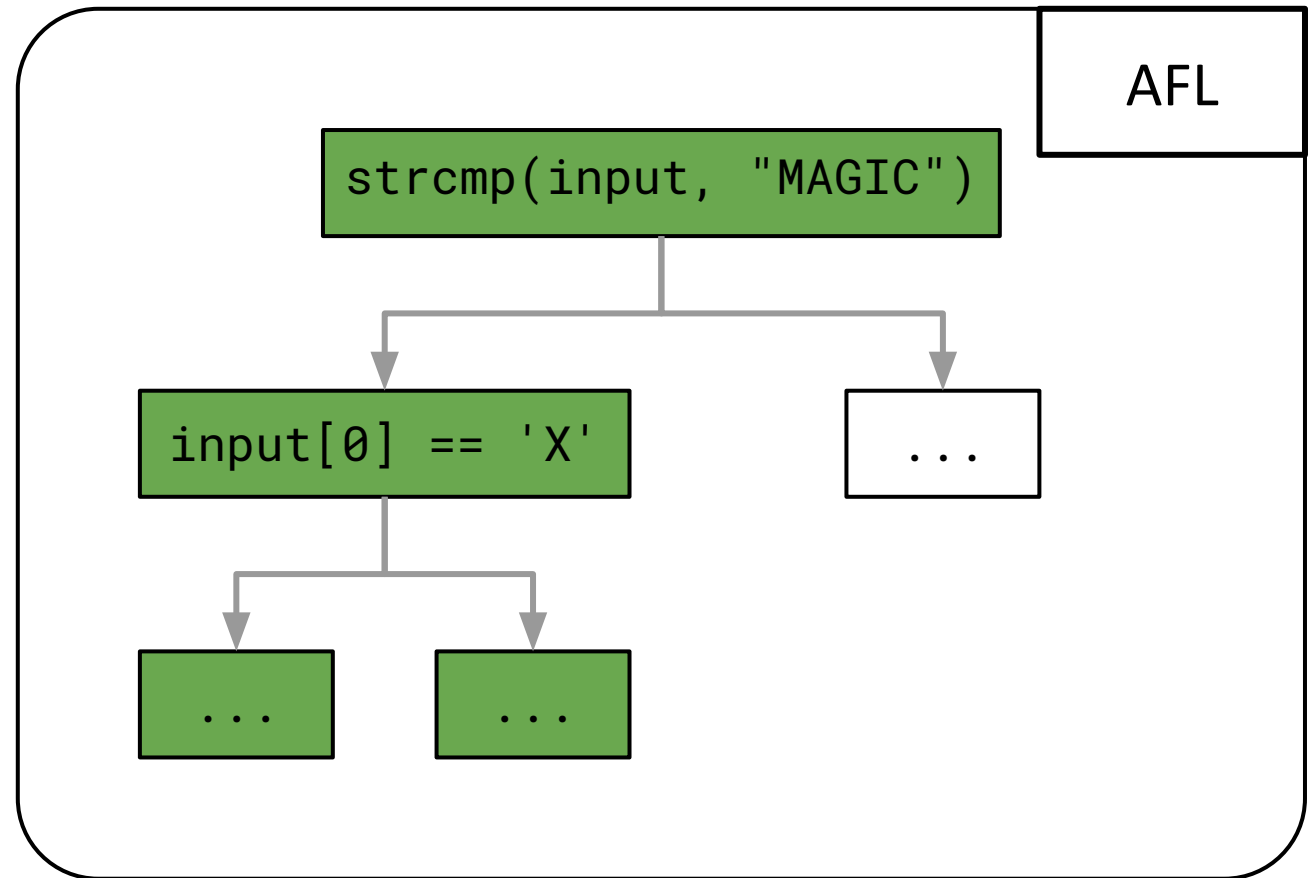 AFL
strcmp(input, "MAGIC")
input[0] == 'X'
...
...
...